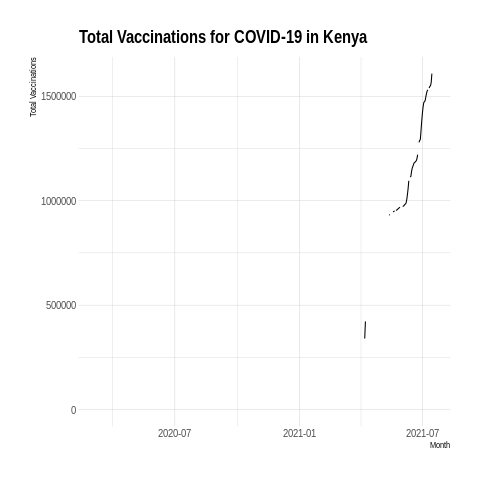 Total Vaccinations for COVID-19 in Kenya
Total Vaccinations
1500000
1000000
500000
0
2020-07
2021-01
2021-07
Month